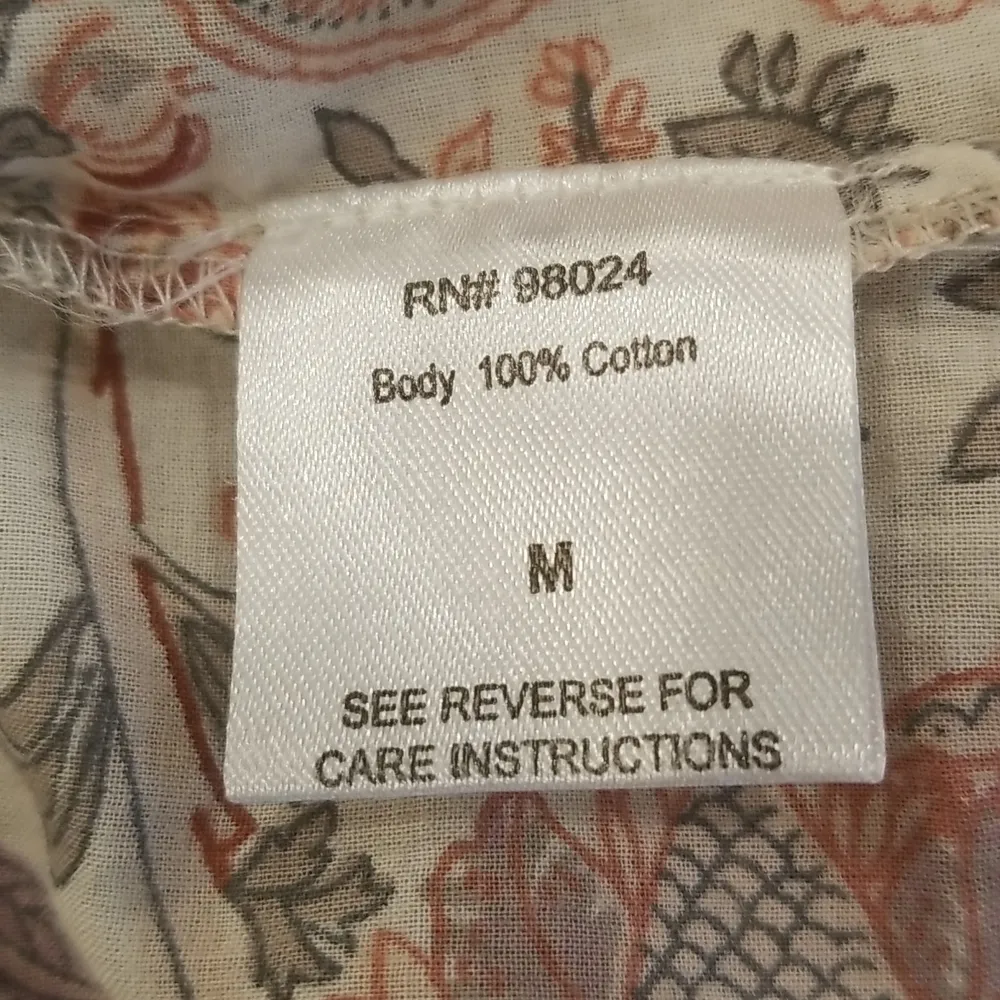 RN# 98024
Body 100% Cotton
M
SEE REVERSE FOR
CARE INSTRUCTIONS